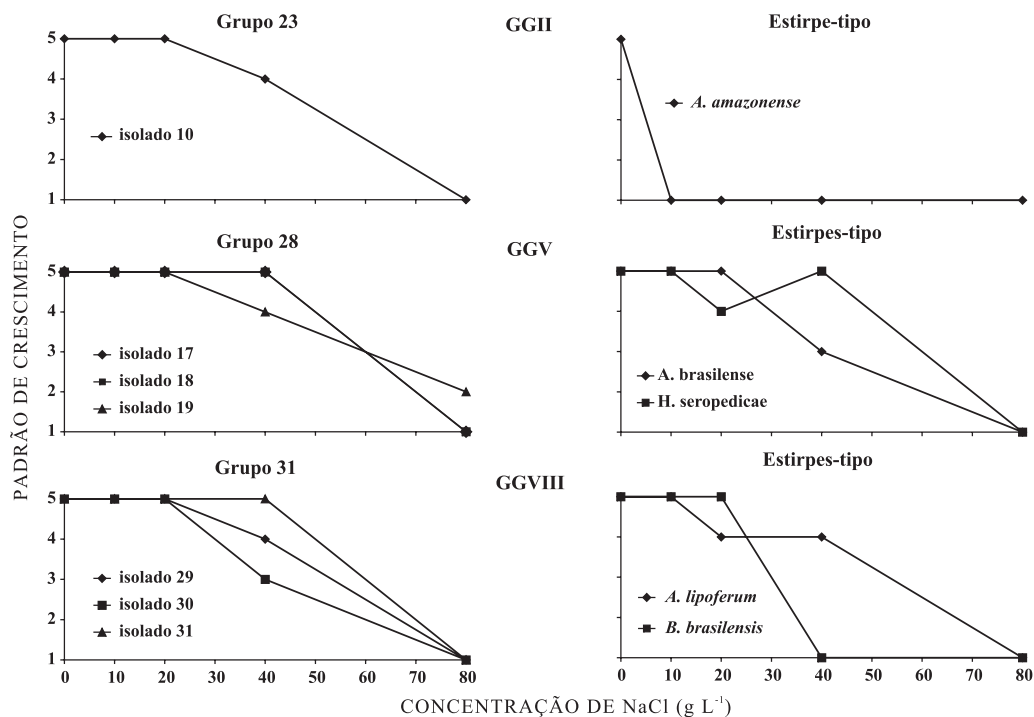 Grupo 23
GGII
Estirpe-tipo
5
4
3
2
1
isolado 10
A. amazonense
Grupo 28
GGV
Estirpes-tipo
5
4
3
2
1
isolado 17
isolado 18
isolado 19
A. brasilense
H. seropedicae
Grupo 31
GGVIII
Estirpes-tipo
5
4
3
2
1
isolado 29
isolado 30
isolado 31
A. lipoferum
B. brasilensis
0 10 20 30 40 50 60 70 80
0 10 20 30 40 50 60 70 80
PADRÃO DE CRESCIMENTO
CONCENTRAÇÃO DE NaCl (g L⁻¹)